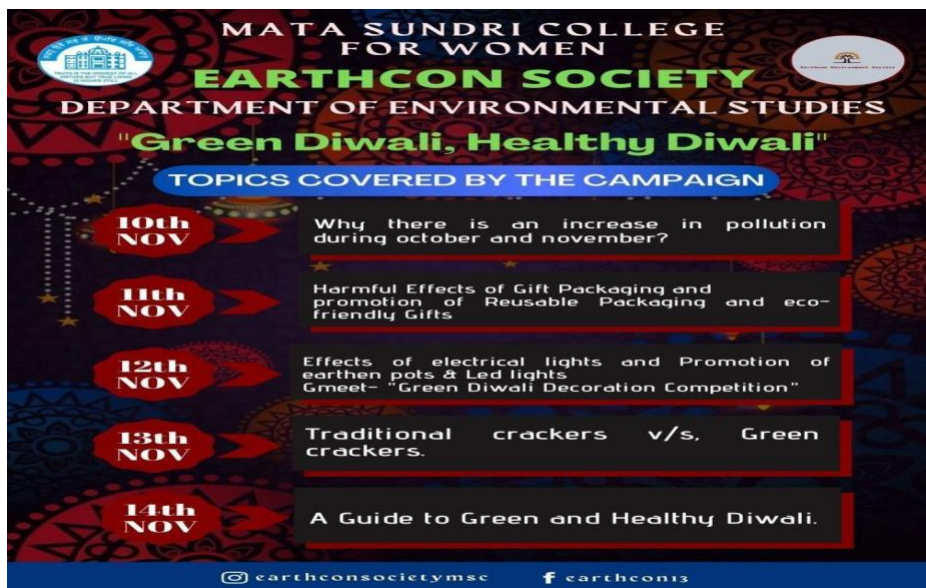 MATA SUNDRI COLLEGE
FOR WOMEN
EARTHCON SOCIETY
DEPARTMENT OF ENVIRONMENTAL STUDIES
"Green Diwali, Healthy Diwali"
TOPICS COVERED BY THE CAMPAIGN
10th
NOV
Why there is an increase in pollution
during october and november?
11th
NOV
Harmful Effects of Gift Packaging and
promotion of Reusable Packaging and eco-
friendly Gifts
12th
NOV
Effects of electrical lights and Promotion of
earthen pots & Led lights
Gmeet- "Green Diwali Decoration Competition"
13th
NOV
Traditional crackers v/s, Green
crackers.
14th
NOV
A Guide to Green and Healthy Diwali.
earthconsocietymsc
earthcon13
Earthcon Environment Society